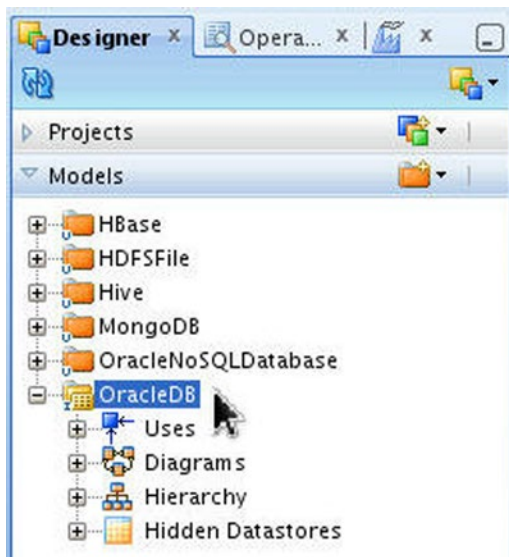 Designer x Opera... x x
Projects
Models
HBase
HDFSFile
Hive
MongoDB
OracleNoSQLDatabase
OracleDB
Uses
Diagrams
Hierarchy
Hidden Datastores